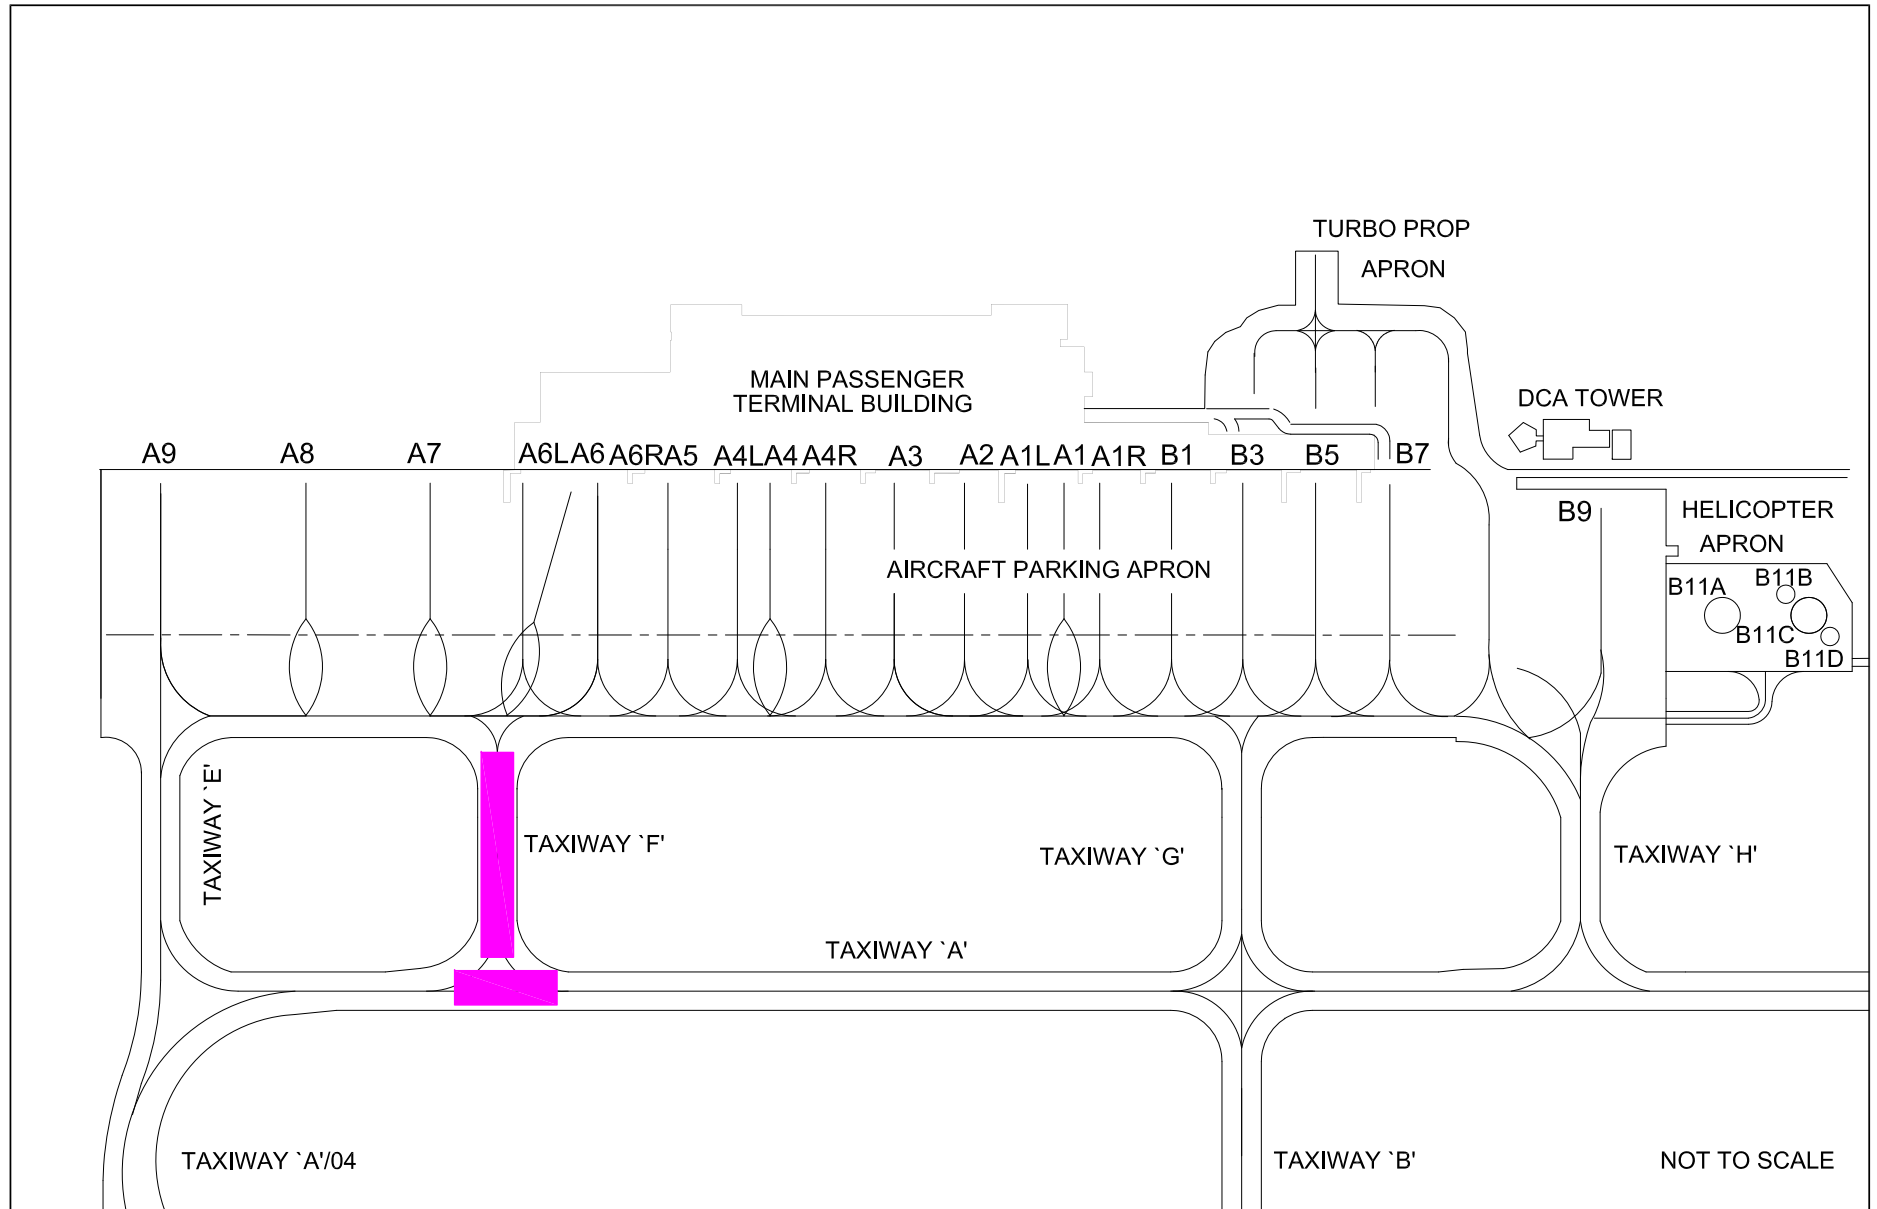 TURBO PROP
APRON
MAIN PASSENGER
TERMINAL BUILDING
DCA TOWER
A9
A8
A7
A6L
A6
A6R
A5
A4L
A4
A4R
A3
A2
A1L
A1
A1R
B1
B3
B5
B7
B9
HELICOPTER
APRON
AIRCRAFT PARKING APRON
B11A
B11B
B11C
B11D
TAXIWAY `E'
TAXIWAY `F'
TAXIWAY `G'
TAXIWAY `H'
TAXIWAY `A'
TAXIWAY `A'/04
TAXIWAY `B'
NOT TO SCALE